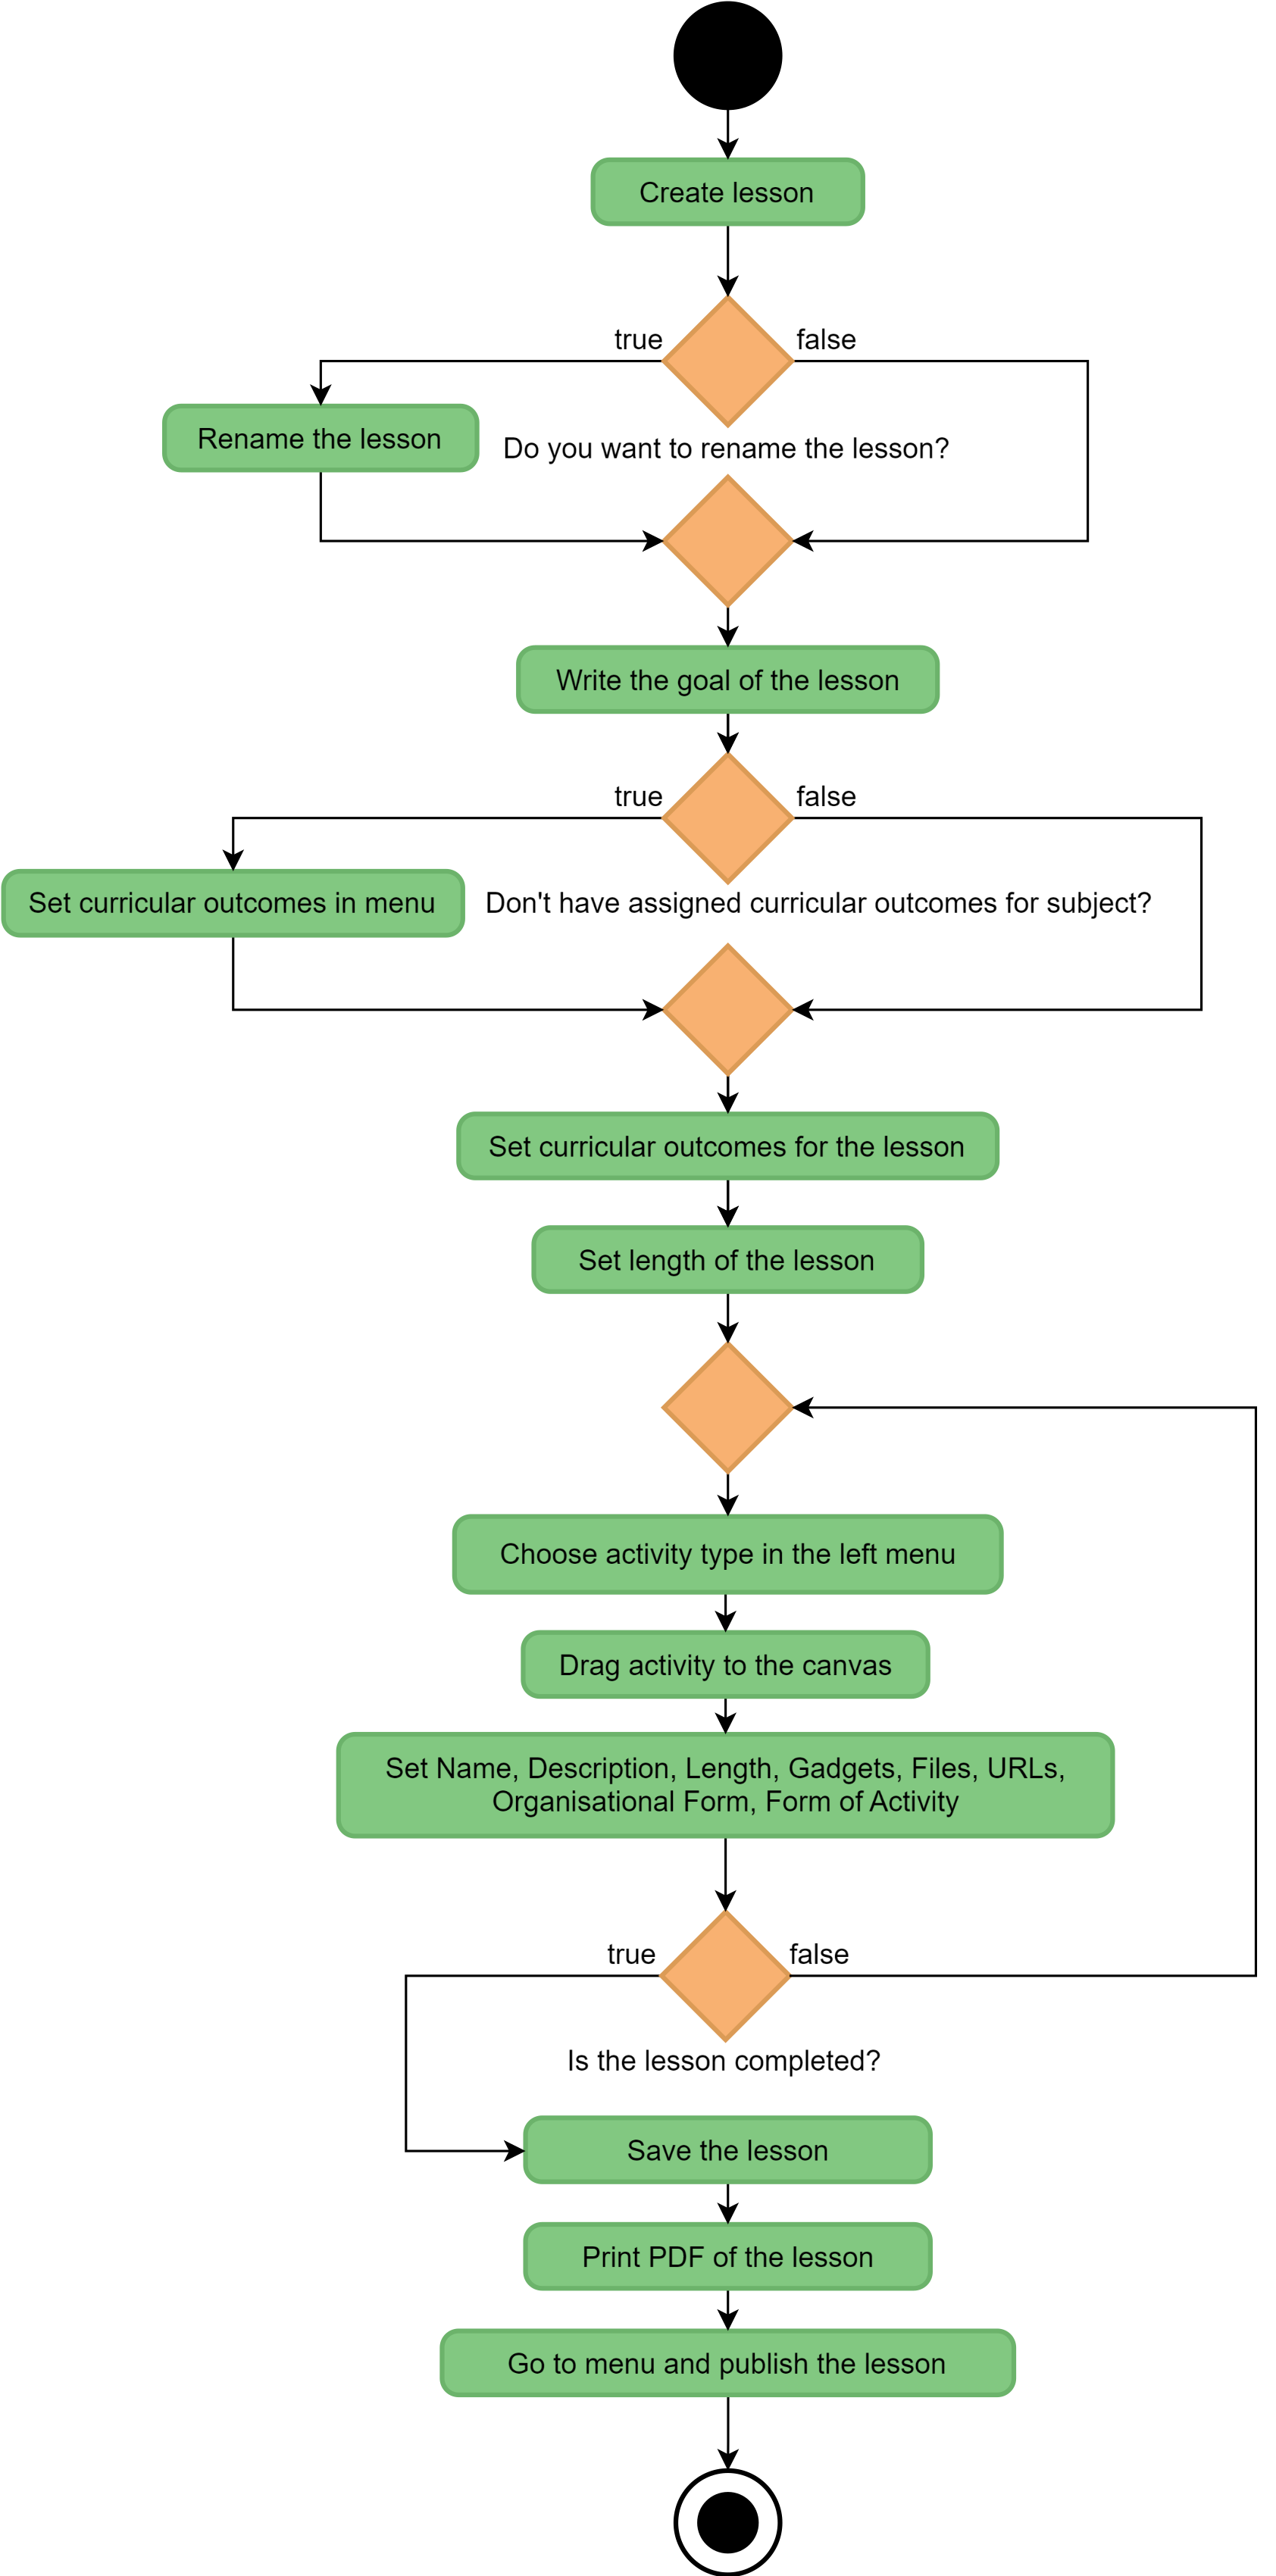 Create lesson
true
false
Rename the lesson
Do you want to rename the lesson?
Write the goal of the lesson
true
false
Set curricular outcomes in menu
Don't have assigned curricular outcomes for subject?
Set curricular outcomes for the lesson
Set length of the lesson
Choose activity type in the left menu
Drag activity to the canvas
Set Name, Description, Length, Gadgets, Files, URLs,
Organisational Form, Form of Activity
true
false
Is the lesson completed?
Save the lesson
Print PDF of the lesson
Go to menu and publish the lesson